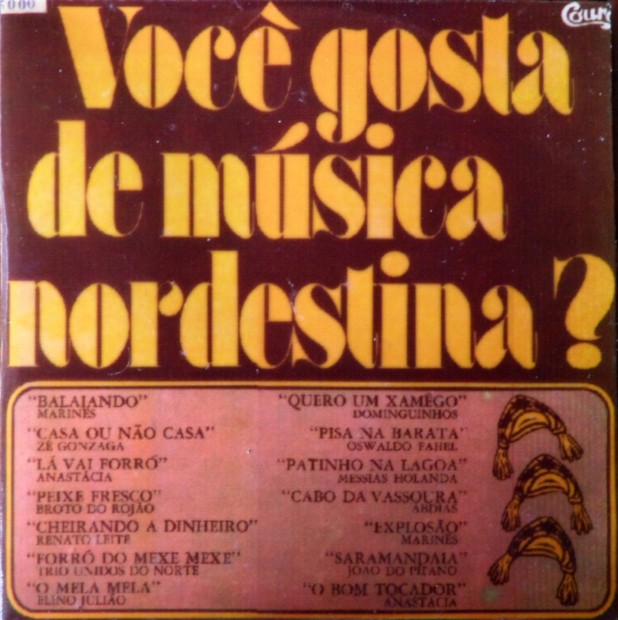 Você gosta
de música
nordestina?
"BALAIANDO"
MARINÊS
"CASA OU NÃO CASA"
ZÉ GONZAGA
"LÁ VAI FORRÓ"
ANASTÁCIA
"PEIXE FRESCO"
BROTO DO ROJÃO
"CHEIRANDO A DINHEIRO"
RENATO LEITE
"FORRÓ DO MEXE MEXE"
TRIO UNIDOS DO NORTE
"O MELA MELA"
ELINO JULIÃO
"QUERO UM XAMÊGO"
DOMINGUINHOS
"PISA NA BARATA"
OSWALDO FAHEL
"PATINHO NA LAGOA"
MESSIAS HOLANDA
"CABO DA VASSOURA"
ABDIAS
"EXPLOSÃO"
MARINÊS
"SARAMANDAIA"
JOÃO DO PÍFANO
"O BOM TOCADOR"
ANASTÁCIA